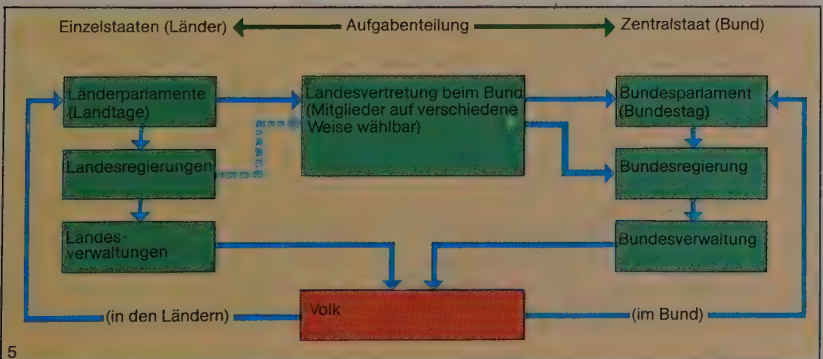 Einzelstaaten (Länder)
Aufgabenteilung
Zentralstaat (Bund)
Länderparlamente
(Landtage)
Landesvertretung beim Bund
(Mitglieder auf verschiedene
Weise wählbar)
Bundesparlament
(Bundestag)
Landesregierungen
Bundesregierung
Landes-
verwaltungen
Bundesverwaltung
Volk
(in den Ländern)
(im Bund)
5